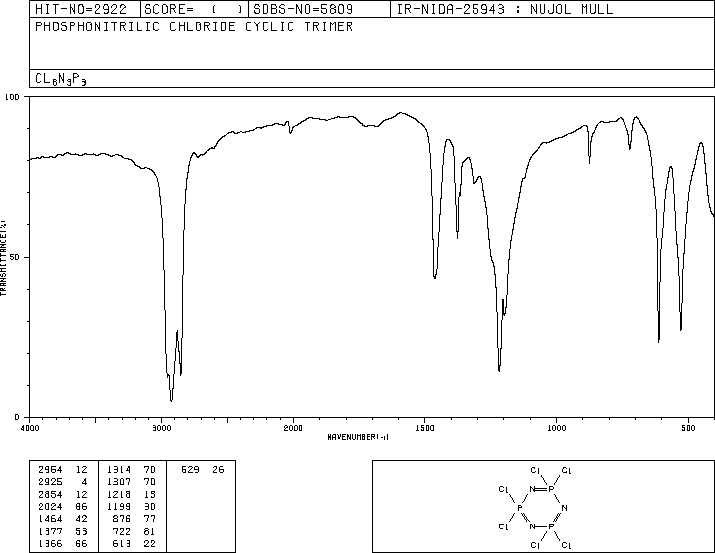 HIT-NO=2922 SCORE= ( ) SDBS-NO=5809 IR-NIDA-25943 : NUJOL MULL
PHOSPHONITRILIC CHLORIDE CYCLIC TRIMER
CL6N3P3
100
50
0
TRANSMITTANCE(%)
4000 3000 2000 1500 1000 500
WAVENUMBER(-1)
2964 12 1314 70 529 26
2925 4 1307 70
2854 12 1218 15
2024 86 1199 30
1464 42 876 77
1377 53 722 81
1366 66 613 22
Cl Cl
N P
Cl P N
Cl N P
Cl Cl